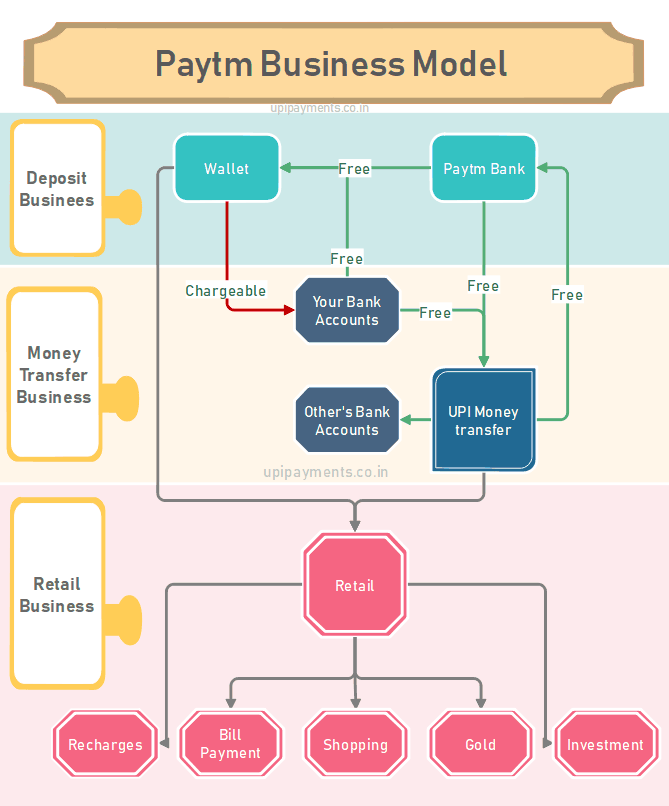 Paytm Business Model
upipayments.co.in
Deposit
Businees
Wallet
Free
Paytm Bank
Free
Chargeable
Free
Free
Your Bank
Accounts
Free
Money
Transfer
Business
Other's Bank
Accounts
UPI Money
transfer
upipayments.co.in
Retail
Business
Retail
Recharges
Bill
Payment
Shopping
Gold
Investment